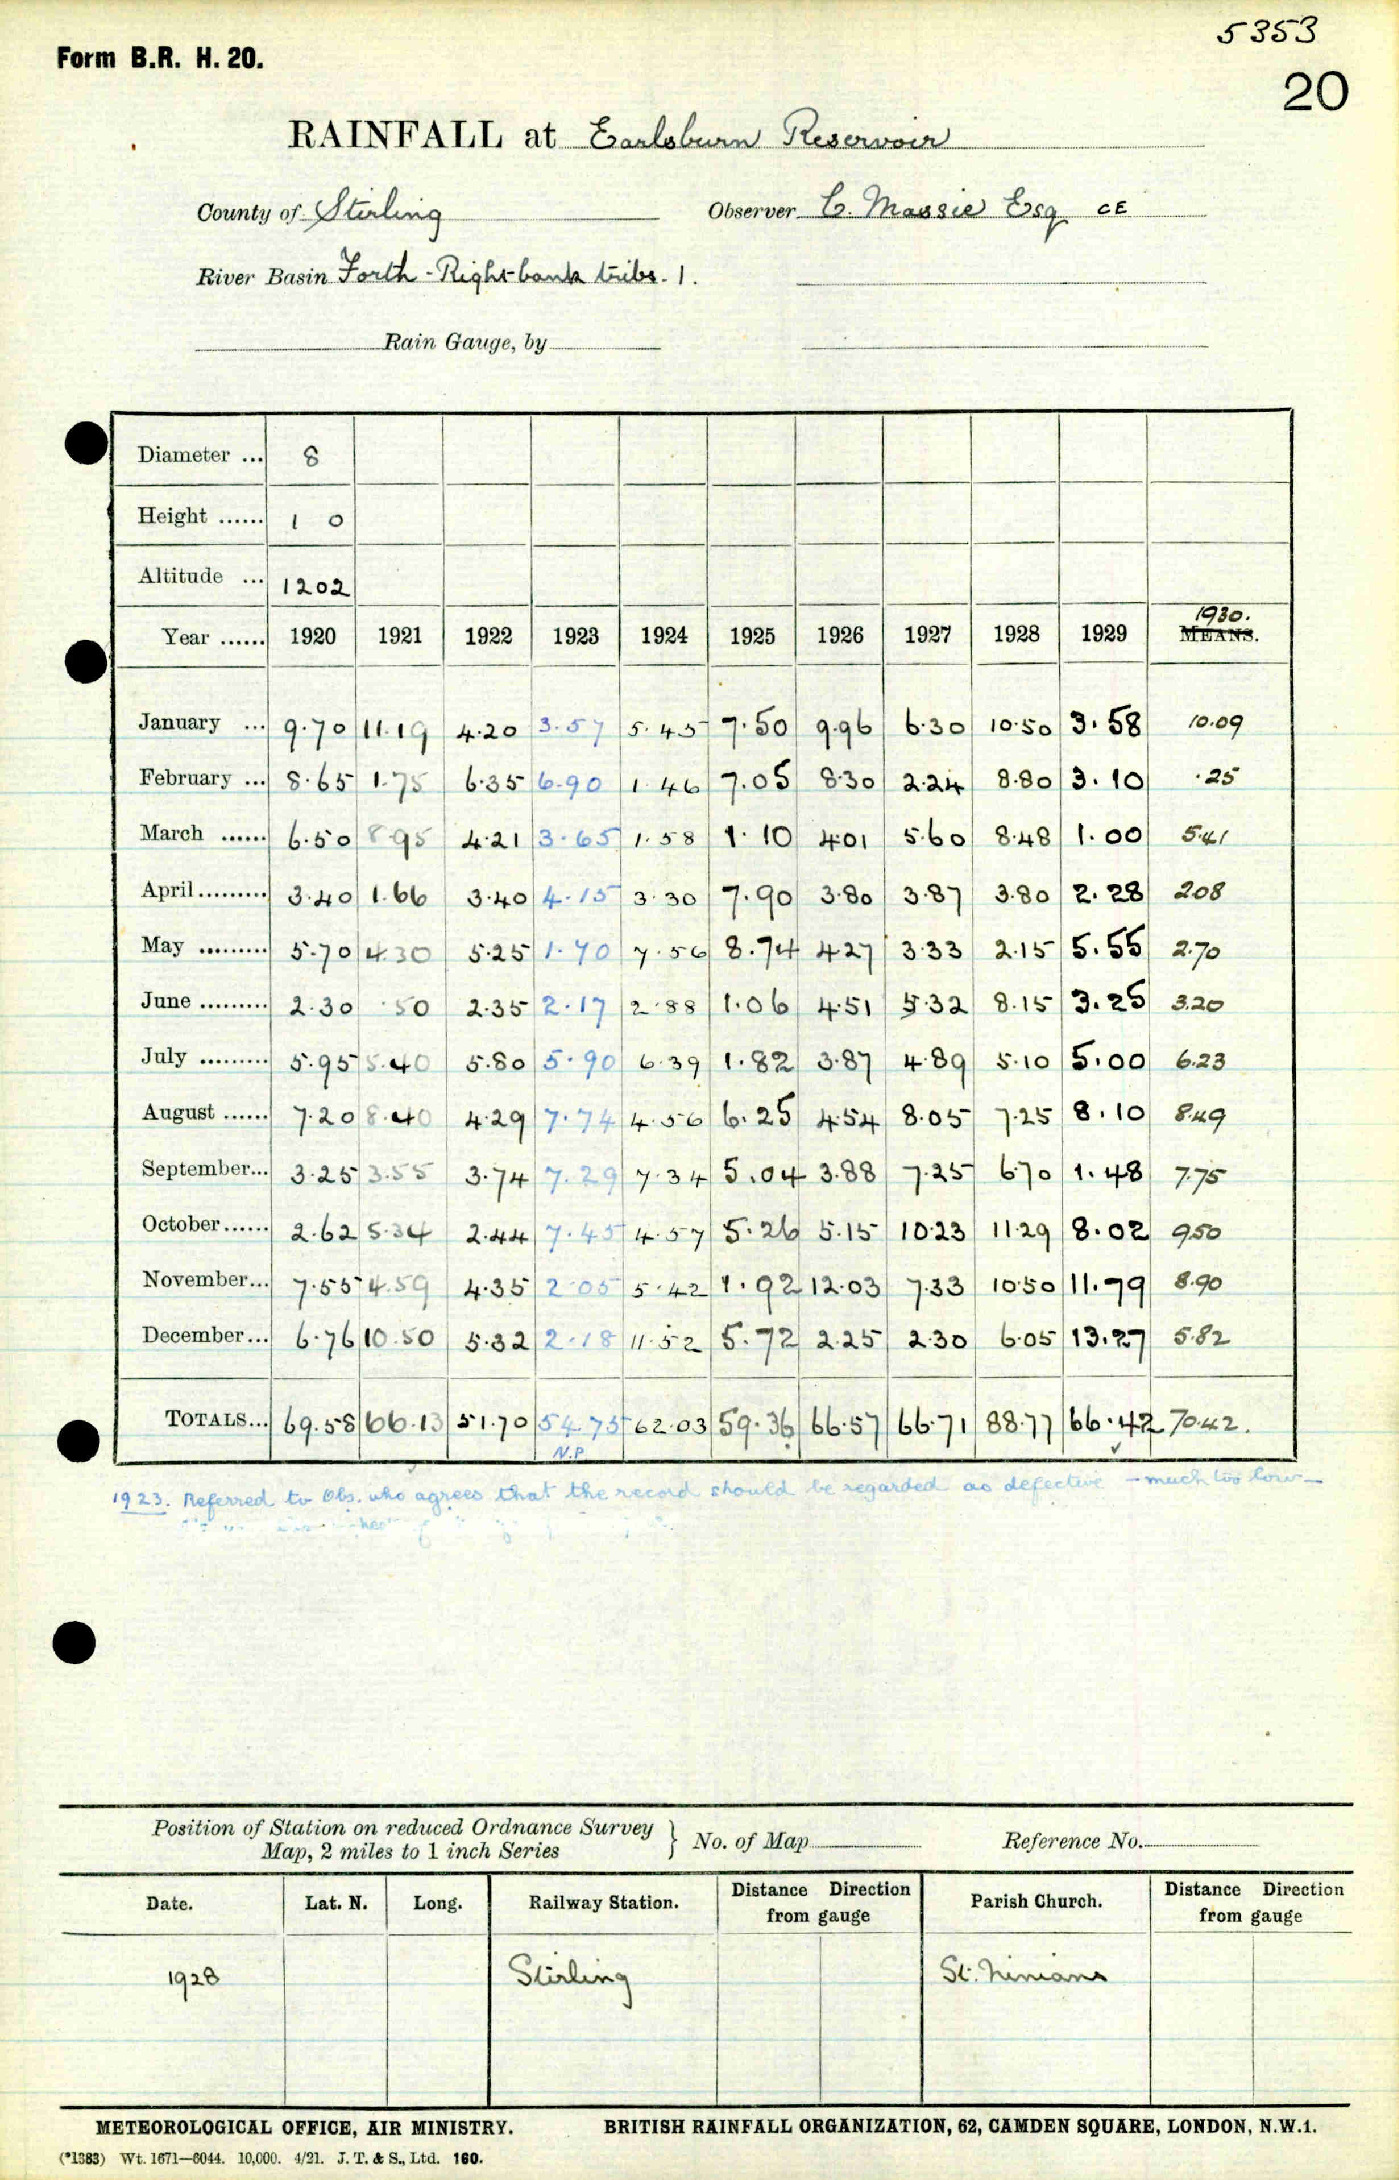 5353
Form B.R. H. 20.
20
RAINFALL at Earlsburn Reservoir
County of Stirling Observer C. Massie Esq CE
River Basin Forth - Right bank tribs. 1.
Rain Gauge, by
Diameter ... 8
Height ...... 1 0
Altitude ... 1202
1930.
Year ...... 1920 1921 1922 1923 1924 1925 1926 1927 1928 1929 MEANS.
January ... 9.70 11.19 4.20 3.57 5.45 7.50 9.96 6.30 10.50 3.58 10.09
February ... 8.65 1.75 6.35 6.90 1.46 7.05 8.30 2.24 8.80 3.10 .25
March ...... 6.50 8.95 4.21 3.65 1.58 1.10 4.01 5.60 8.48 1.00 5.41
April ......... 3.40 1.66 3.40 4.15 3.30 7.90 3.80 3.87 3.80 2.28 2.08
May ......... 5.70 4.30 5.25 1.70 7.56 8.74 4.27 3.33 2.15 5.55 2.70
June ......... 2.30 .50 2.35 2.17 2.88 1.06 4.51 5.32 8.15 3.25 3.20
July ......... 5.95 5.40 5.80 5.90 6.39 1.82 3.87 4.89 5.10 5.00 6.23
August ...... 7.20 8.40 4.29 7.74 4.56 6.25 4.54 8.05 7.25 8.10 8.49
September... 3.25 3.55 3.74 7.29 7.34 5.04 3.88 7.25 6.70 1.48 7.75
October...... 2.62 5.34 2.44 7.45 4.57 5.26 5.15 10.23 11.29 8.02 9.50
November... 7.55 4.59 4.35 2.05 5.42 1.92 12.03 7.33 10.50 11.79 8.90
December... 6.76 10.50 5.32 2.18 11.52 5.72 2.25 2.30 6.05 13.27 5.82
TOTALS... 69.58 66.13 51.70 54.75 62.03 59.36 66.57 66.71 88.77 66.42 70.42.
N.P.
1923. Referred to Obs. who agrees that the record should be regarded as defective - much too low -
Position of Station on reduced Ordnance Survey
Map, 2 miles to 1 inch Series } No. of Map Reference No.
Date. Lat. N. Long. Railway Station. Distance Direction from gauge Parish Church. Distance Direction from gauge
1928 Stirling St. Ninians
METEOROLOGICAL OFFICE, AIR MINISTRY. BRITISH RAINFALL ORGANIZATION, 62, CAMDEN SQUARE, LONDON, N.W.1.
(*1383) Wt. 1671—6044. 10,000. 4/21. J. T. & S., Ltd. 160.